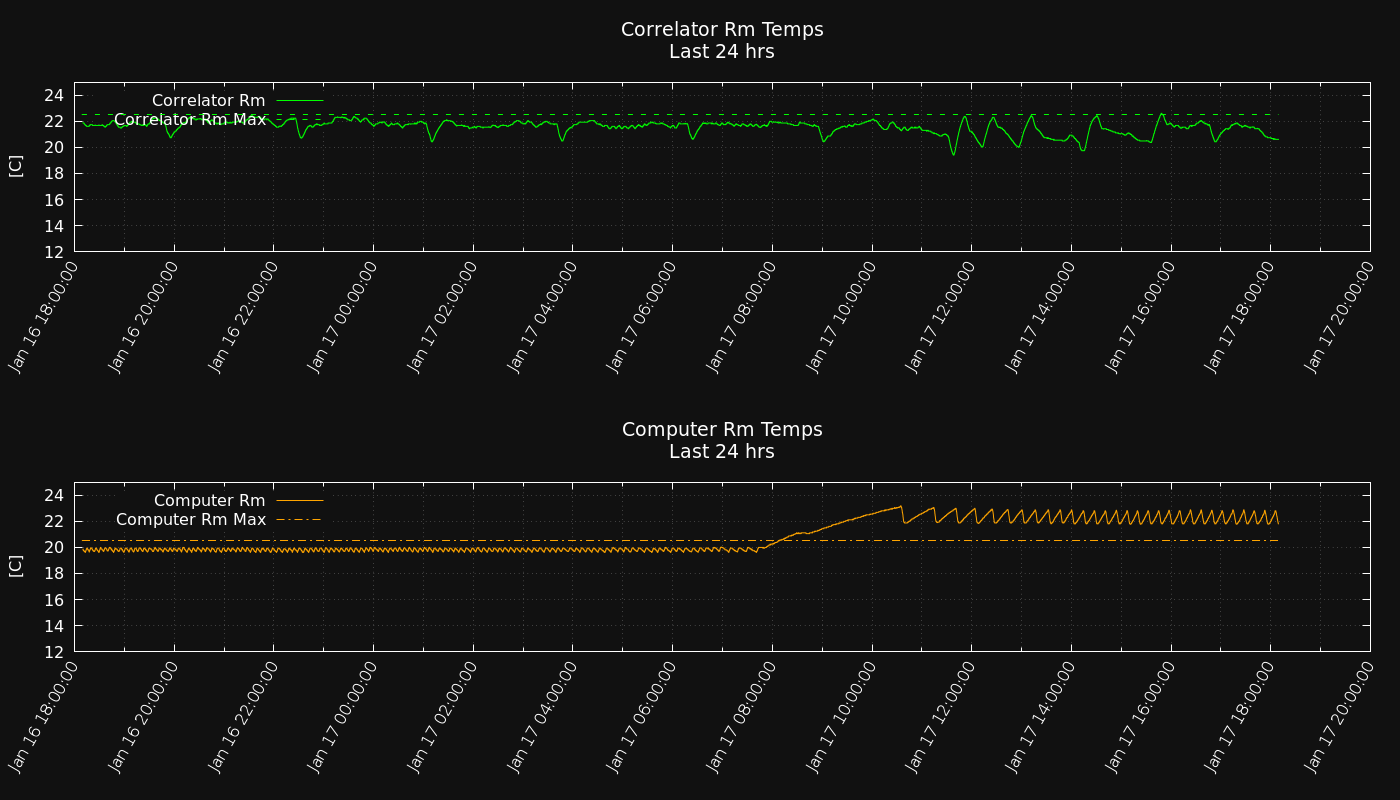 Correlator Rm Temps
Last 24 hrs
Correlator Rm
Correlator Rm Max
[C]
24
22
20
18
16
14
12
Jan 16 18:00:00
Jan 16 20:00:00
Jan 16 22:00:00
Jan 17 00:00:00
Jan 17 02:00:00
Jan 17 04:00:00
Jan 17 06:00:00
Jan 17 08:00:00
Jan 17 10:00:00
Jan 17 12:00:00
Jan 17 14:00:00
Jan 17 16:00:00
Jan 17 18:00:00
Jan 17 20:00:00
Computer Rm Temps
Last 24 hrs
Computer Rm
Computer Rm Max
[C]
24
22
20
18
16
14
12
Jan 16 18:00:00
Jan 16 20:00:00
Jan 16 22:00:00
Jan 17 00:00:00
Jan 17 02:00:00
Jan 17 04:00:00
Jan 17 06:00:00
Jan 17 08:00:00
Jan 17 10:00:00
Jan 17 12:00:00
Jan 17 14:00:00
Jan 17 16:00:00
Jan 17 18:00:00
Jan 17 20:00:00